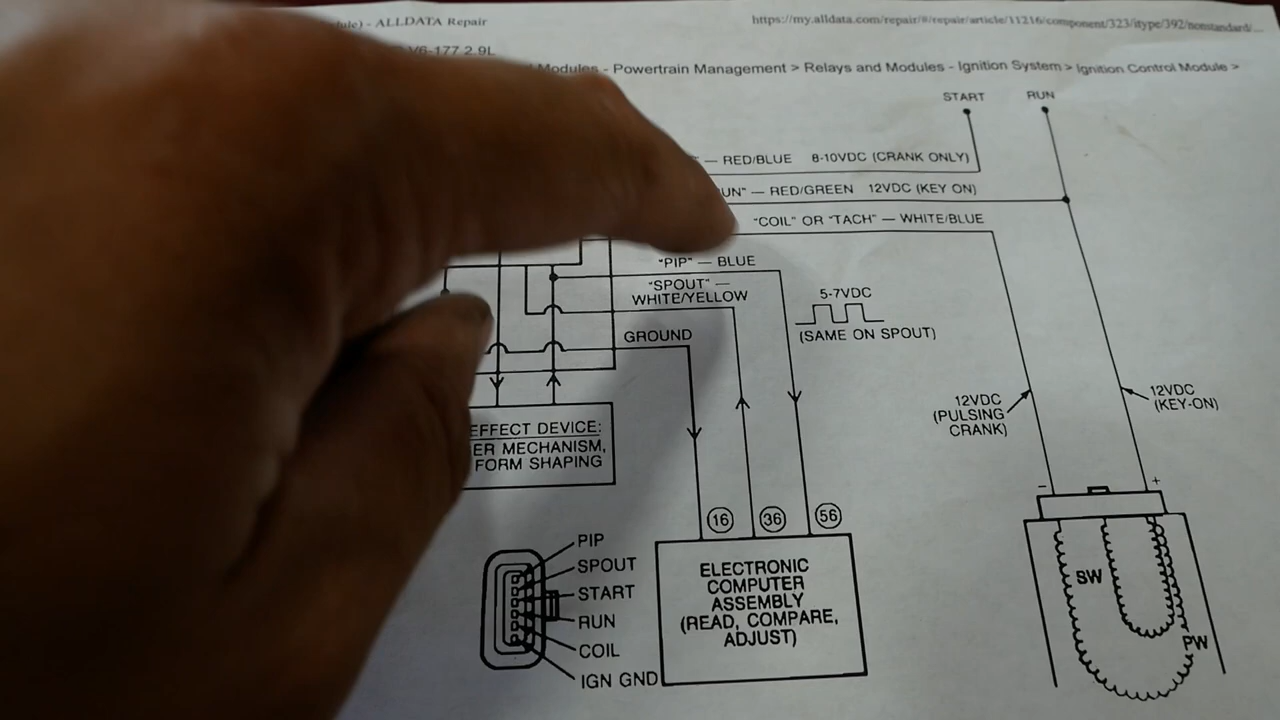 ule) - ALLDATA Repair
https://my.alldata.com/repair/#/repair/article/11216/component/323/itype/392/nonstandard/...
V6-177 2.9L
Modules - Powertrain Management > Relays and Modules - Ignition System > Ignition Control Module >
START
RUN
" — RED/BLUE 8-10VDC (CRANK ONLY)
UN" — RED/GREEN 12VDC (KEY ON)
"COIL" OR "TACH" — WHITE/BLUE
"PIP" — BLUE
"SPOUT" —
WHITE/YELLOW
5-7VDC
(SAME ON SPOUT)
GROUND
12VDC
(PULSING
CRANK)
12VDC
(KEY-ON)
EFFECT DEVICE:
ER MECHANISM,
FORM SHAPING
− +
16 36 56
PIP
SPOUT
START
RUN
COIL
IGN GND
ELECTRONIC
COMPUTER
ASSEMBLY
(READ, COMPARE,
ADJUST)
SW
PW